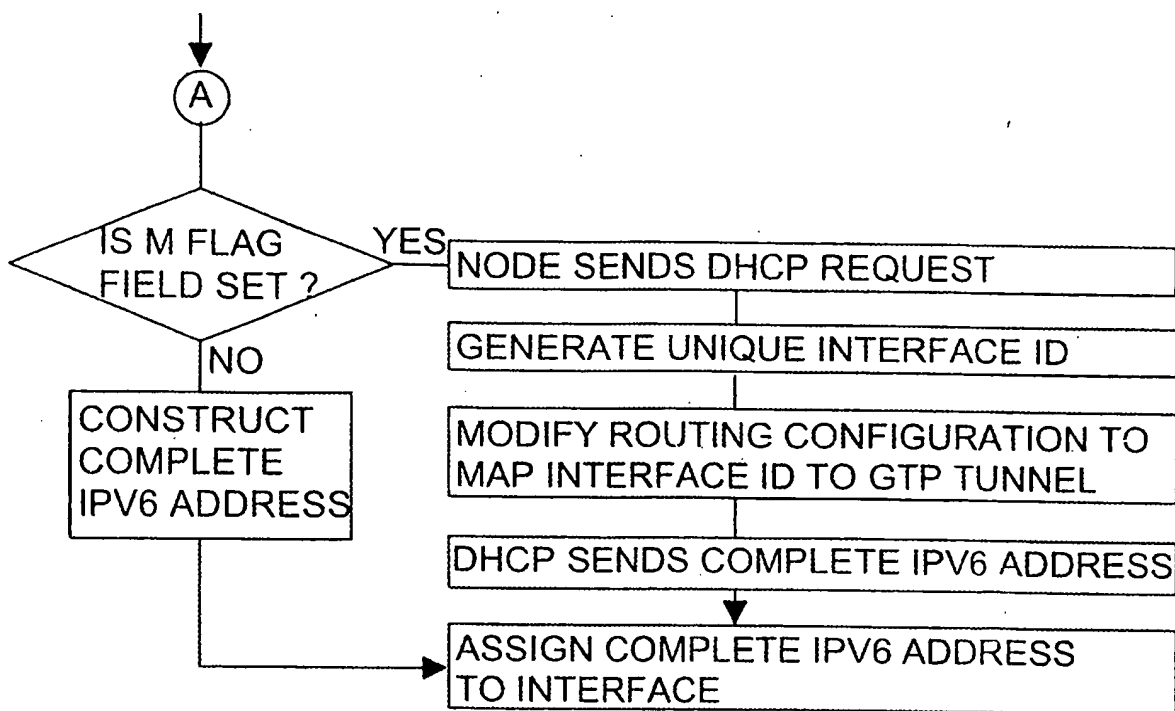 A
IS M FLAG
FIELD SET ?
YES
NODE SENDS DHCP REQUEST
GENERATE UNIQUE INTERFACE ID
NO
CONSTRUCT
COMPLETE
IPV6 ADDRESS
MODIFY ROUTING CONFIGURATION TO
MAP INTERFACE ID TO GTP TUNNEL
DHCP SENDS COMPLETE IPV6 ADDRESS
ASSIGN COMPLETE IPV6 ADDRESS
TO INTERFACE